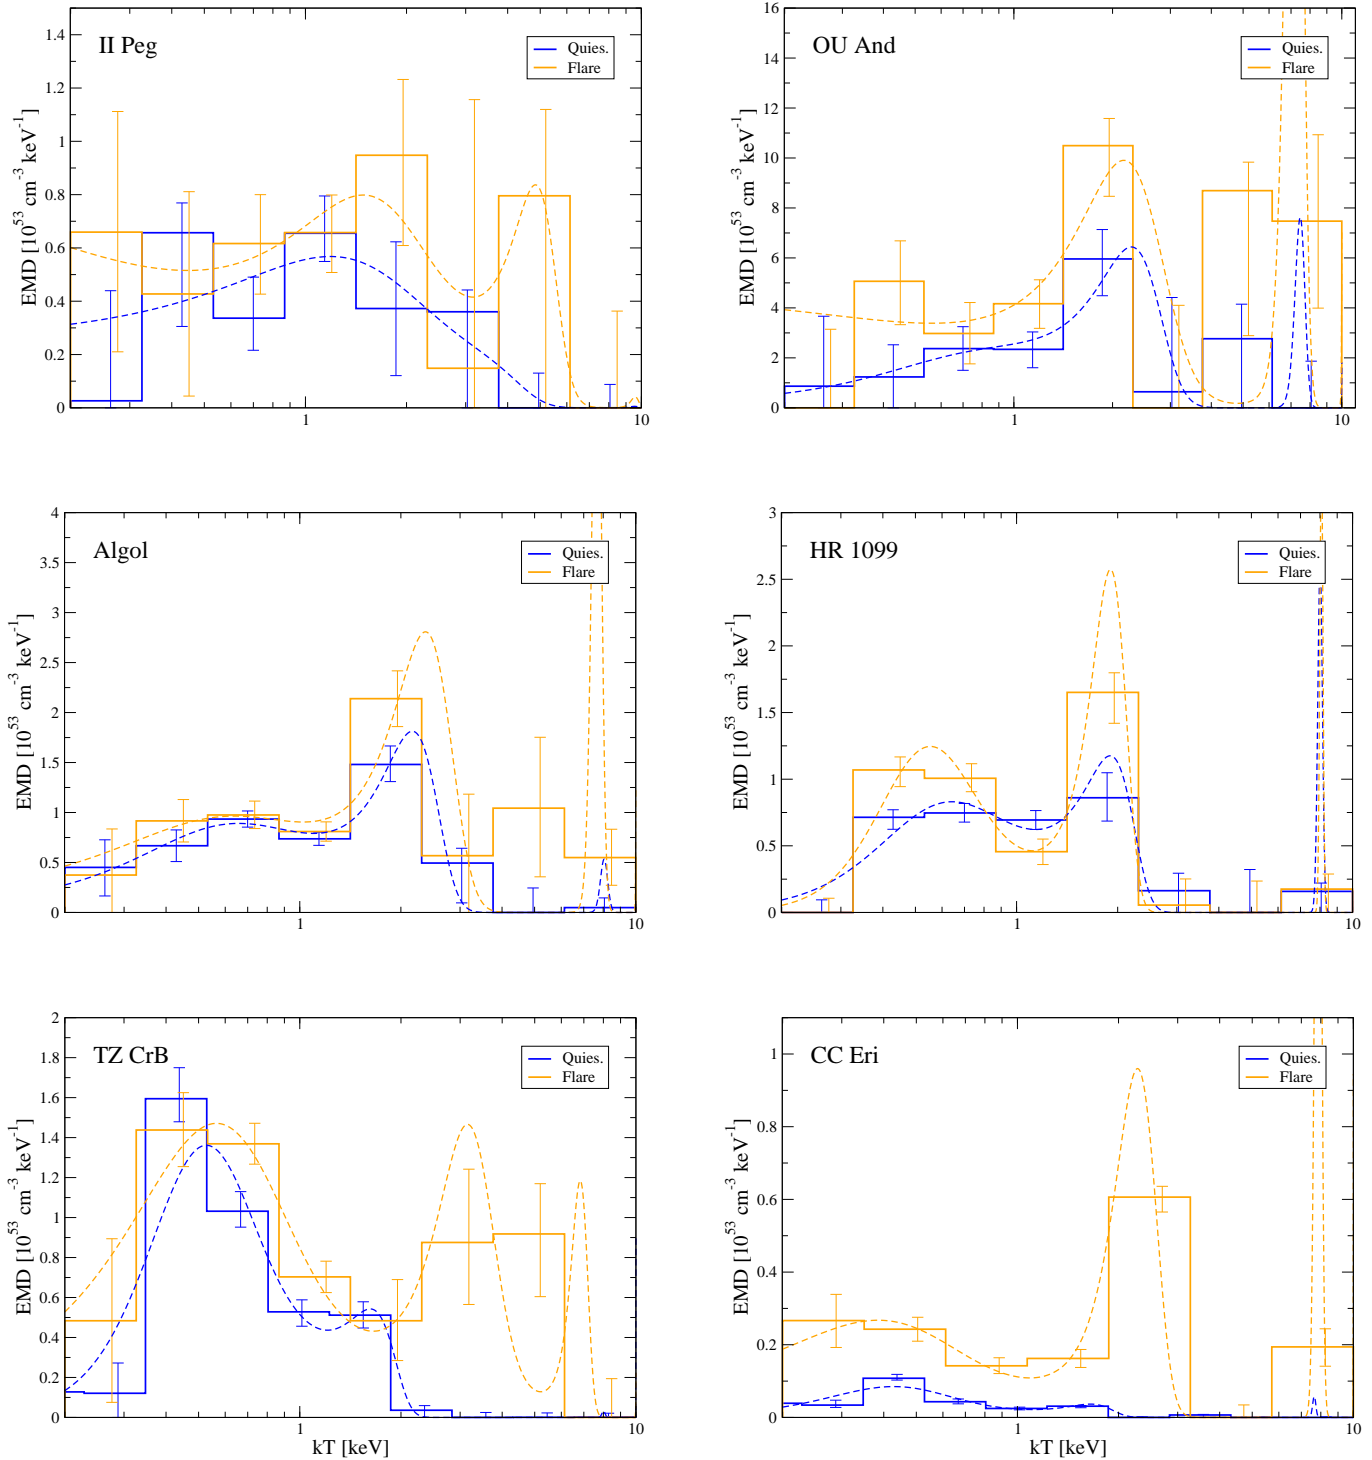 II Peg
Quies.
Flare
EMD [10^53 cm^-3 keV^-1]
1.4
1.2
1
0.8
0.6
0.4
0.2
0
1
10
OU And
Quies.
Flare
EMD [10^53 cm^-3 keV^-1]
16
14
12
10
8
6
4
2
0
1
10
Algol
Quies.
Flare
EMD [10^53 cm^-3 keV^-1]
4
3.5
3
2.5
2
1.5
1
0.5
0
1
10
HR 1099
Quies.
Flare
EMD [10^53 cm^-3 keV^-1]
3
2.5
2
1.5
1
0.5
0
1
10
TZ CrB
Quies.
Flare
EMD [10^53 cm^-3 keV^-1]
2
1.8
1.6
1.4
1.2
1
0.8
0.6
0.4
0.2
0
1
10
kT [keV]
CC Eri
Quies.
Flare
EMD [10^53 cm^-3 keV^-1]
1
0.8
0.6
0.4
0.2
0
1
10
kT [keV]